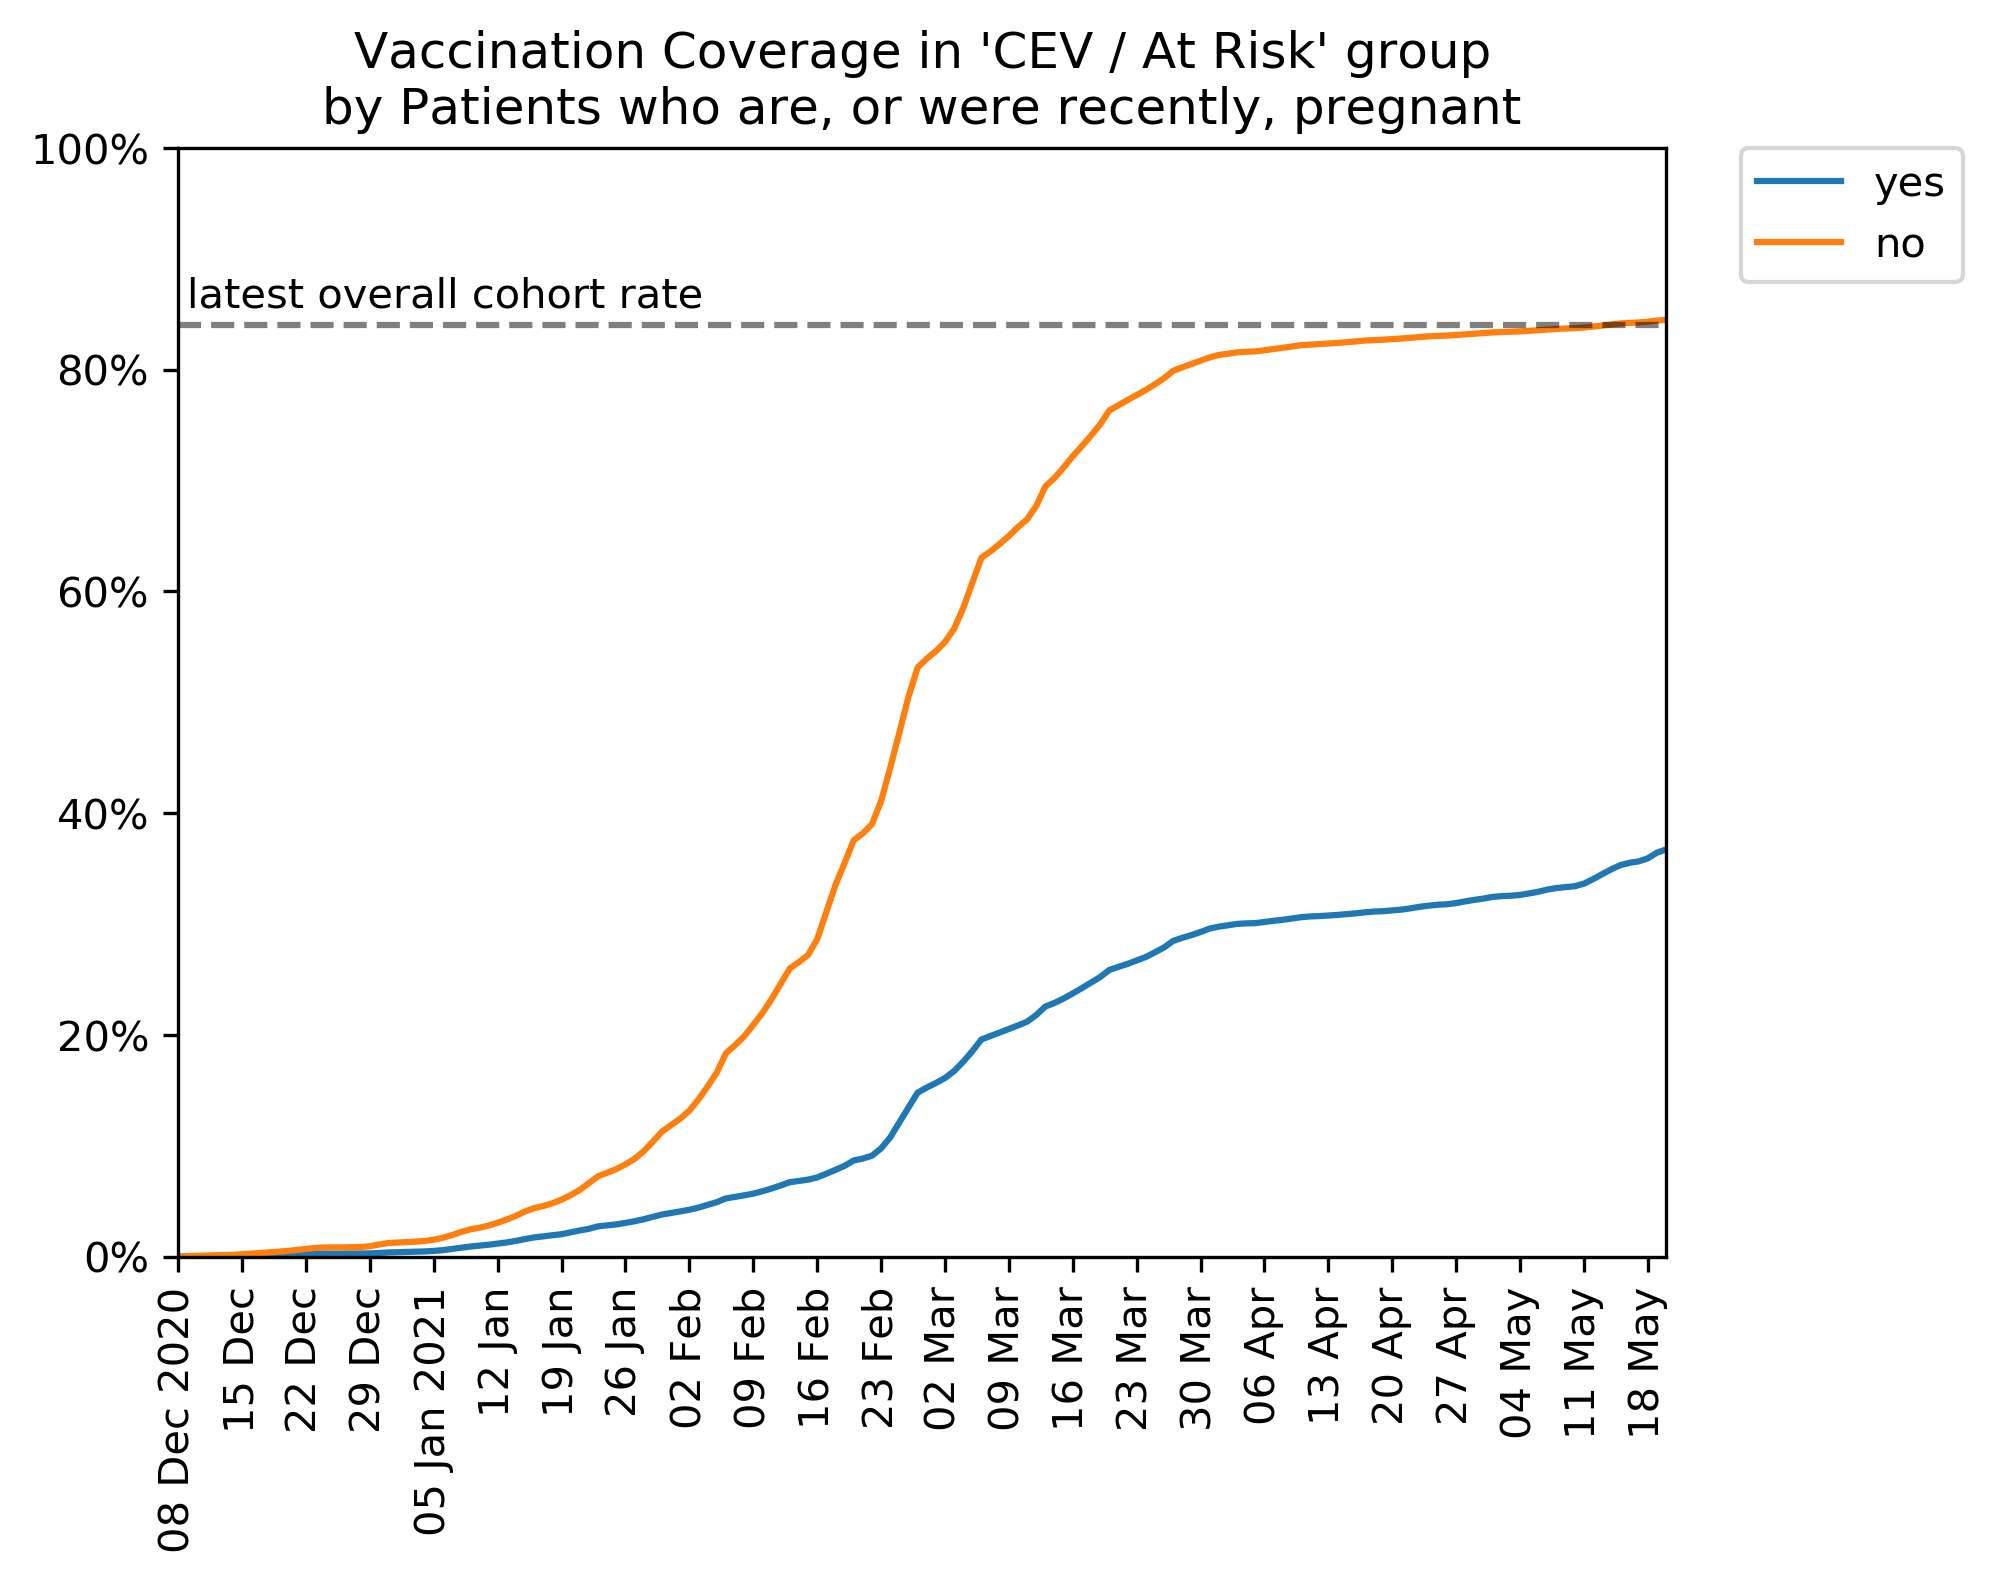 Vaccination Coverage in 'CEV / At Risk' group
by Patients who are, or were recently, pregnant
100%
80%
60%
40%
20%
0%
latest overall cohort rate
yes
no
08 Dec 2020
15 Dec
22 Dec
29 Dec
05 Jan 2021
12 Jan
19 Jan
26 Jan
02 Feb
09 Feb
16 Feb
23 Feb
02 Mar
09 Mar
16 Mar
23 Mar
30 Mar
06 Apr
13 Apr
20 Apr
27 Apr
04 May
11 May
18 May